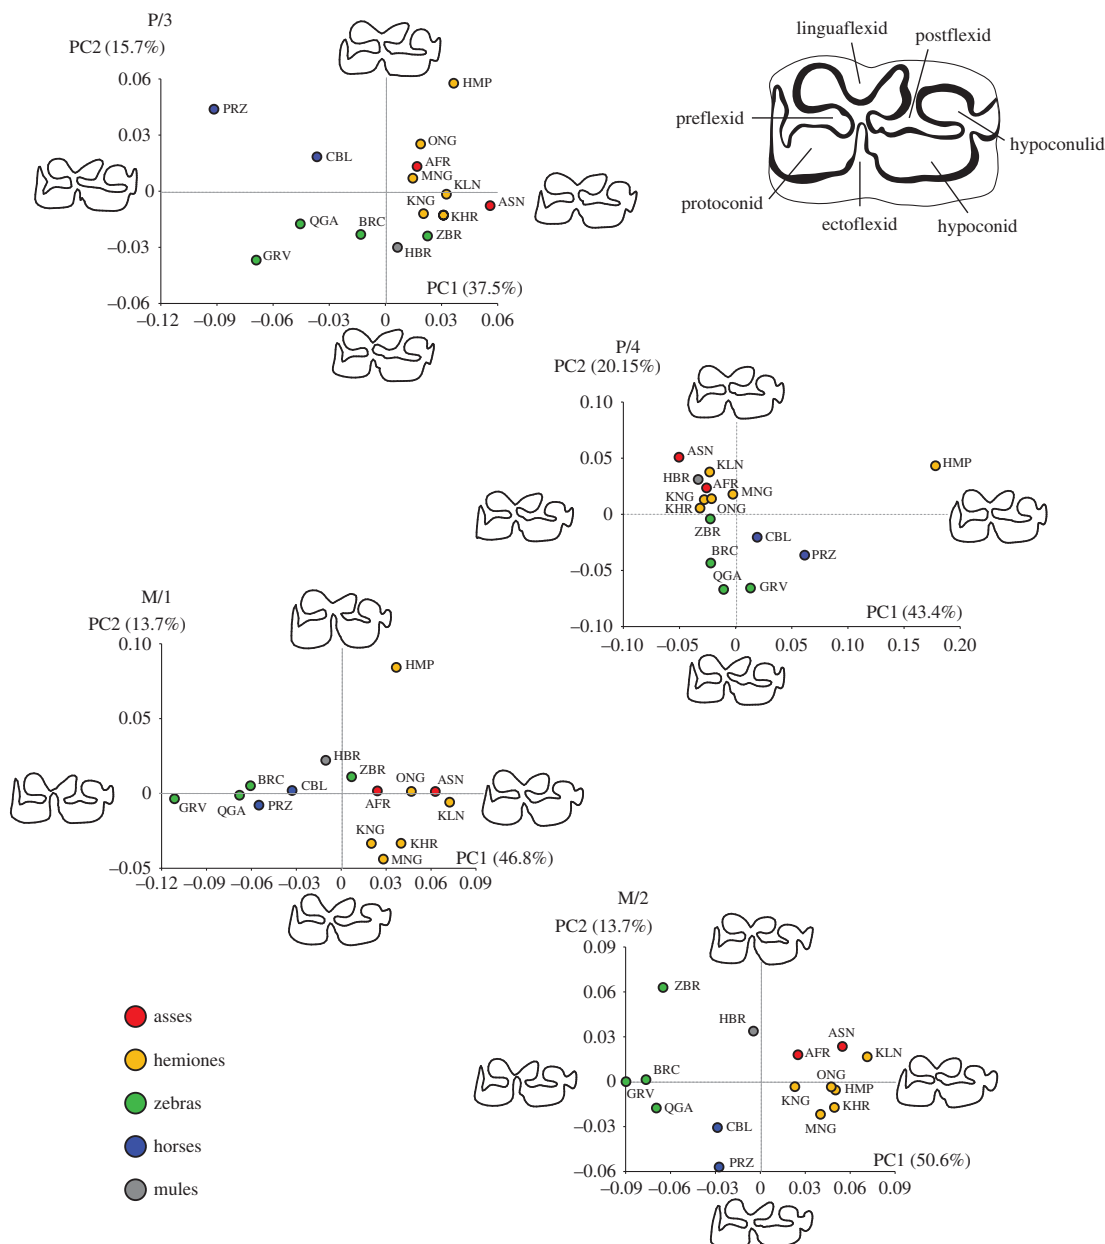 P/3
PC2 (15.7%)
0.06
0.03
0
–0.03
–0.06
–0.12
–0.09
–0.06
–0.03
0
0.03
0.06
PC1 (37.5%)
HMP
PRZ
ONG
CBL
AFR
MNG
KLN
ASN
KNG
KHR
QGA
BRC
ZBR
HBR
GRV
linguaflexid
postflexid
preflexid
hypoconulid
protoconid
ectoflexid
hypoconid
P/4
PC2 (20.15%)
0.10
0.05
0
–0.05
–0.10
–0.10
–0.05
0
0.05
0.10
0.15
0.20
PC1 (43.4%)
ASN
KLN
HMP
HBR
AFR
MNG
KNG
ONG
KHR
ZBR
CBL
BRC
PRZ
QGA
GRV
M/1
PC2 (13.7%)
0.10
0.05
0
–0.05
–0.12
–0.09
–0.06
–0.03
0
0.03
0.06
0.09
PC1 (46.8%)
HMP
HBR
ZBR
BRC
CBL
ONG
ASN
GRV
QGA
PRZ
AFR
KLN
KNG
KHR
MNG
M/2
PC2 (13.7%)
0.09
0.06
0.03
0
–0.03
–0.06
–0.09
–0.06
–0.03
0
0.03
0.06
0.09
PC1 (50.6%)
ZBR
HBR
ASN
AFR
KLN
BRC
ONG
GRV
KNG
HMP
QGA
KHR
MNG
CBL
PRZ
asses
hemiones
zebras
horses
mules